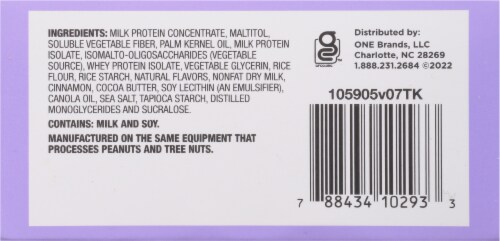 INGREDIENTS: MILK PROTEIN CONCENTRATE, MALTITOL,
SOLUBLE VEGETABLE FIBER, PALM KERNEL OIL, MILK PROTEIN
ISOLATE, ISOMALTO-OLIGOSACCHARIDES (VEGETABLE
SOURCE), WHEY PROTEIN ISOLATE, VEGETABLE GLYCERIN, RICE
FLOUR, RICE STARCH, NATURAL FLAVORS, NONFAT DRY MILK,
CINNAMON, COCOA BUTTER, SOY LECITHIN (AN EMULSIFIER),
CANOLA OIL, SEA SALT, TAPIOCA STARCH, DISTILLED
MONOGLYCERIDES AND SUCRALOSE.
CONTAINS: MILK AND SOY.
MANUFACTURED ON THE SAME EQUIPMENT THAT
PROCESSES PEANUTS AND TREE NUTS.
Distributed by:
ONE Brands, LLC
Charlotte, NC 28269
1.888.231.2684 ©2022
105905v07TK
7 88434 10293 3